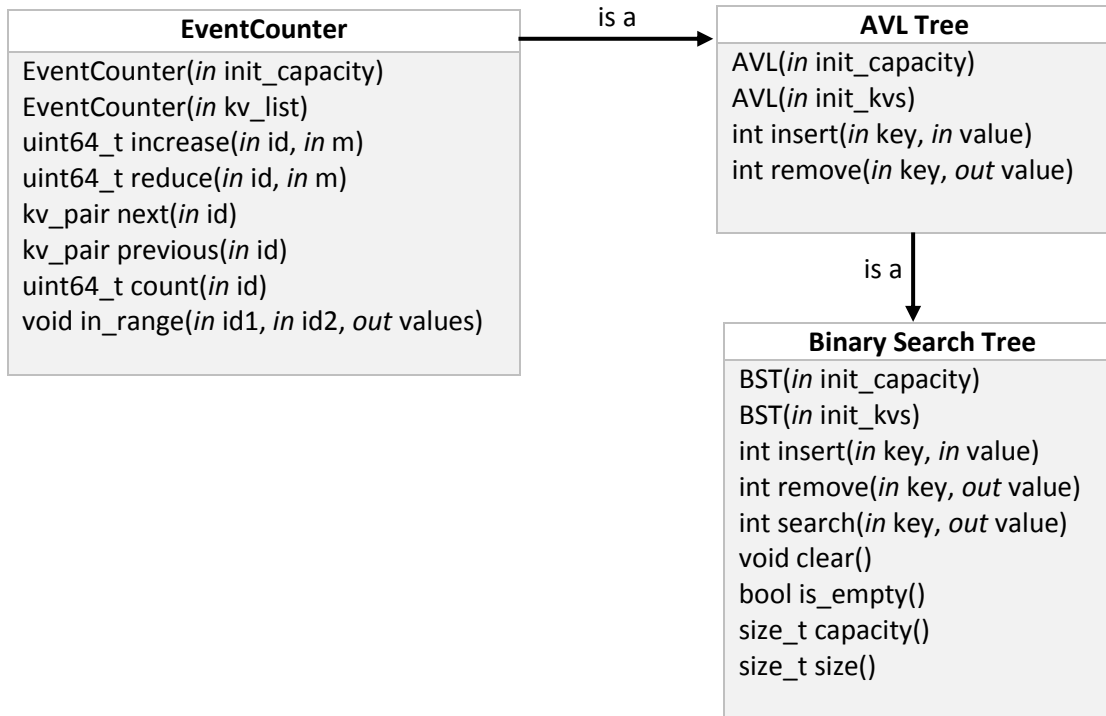 EventCounter
EventCounter(in init_capacity)
EventCounter(in kv_list)
uint64_t increase(in id, in m)
uint64_t reduce(in id, in m)
kv_pair next(in id)
kv_pair previous(in id)
uint64_t count(in id)
void in_range(in id1, in id2, out values)
is a
AVL Tree
AVL(in init_capacity)
AVL(in init_kvs)
int insert(in key, in value)
int remove(in key, out value)
is a
Binary Search Tree
BST(in init_capacity)
BST(in init_kvs)
int insert(in key, in value)
int remove(in key, out value)
int search(in key, out value)
void clear()
bool is_empty()
size_t capacity()
size_t size()